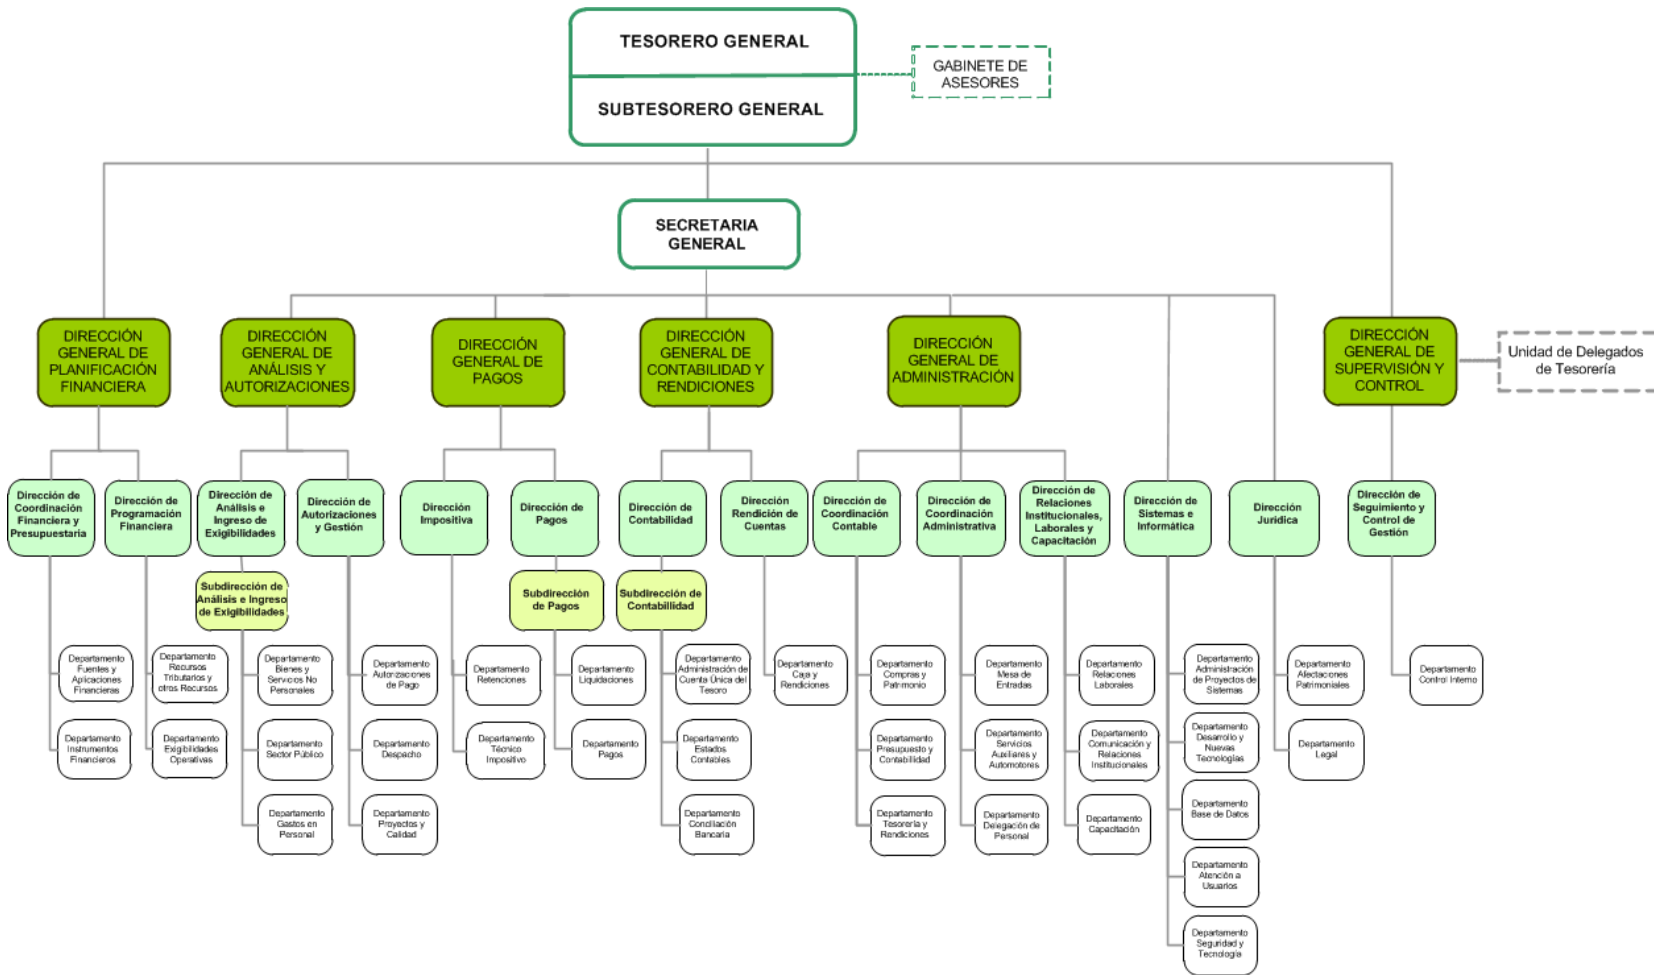 TESORERO GENERAL
SUBTESORERO GENERAL
GABINETE DE
ASESORES
SECRETARIA
GENERAL
DIRECCIÓN
GENERAL DE
PLANIFICACIÓN
FINANCIERA
DIRECCIÓN
GENERAL DE
ANÁLISIS Y
AUTORIZACIONES
DIRECCIÓN
GENERAL DE
PAGOS
DIRECCIÓN
GENERAL DE
CONTABILIDAD Y
RENDICIONES
DIRECCIÓN
GENERAL DE
ADMINISTRACIÓN
DIRECCIÓN
GENERAL DE
SUPERVISIÓN Y
CONTROL
Unidad de Delegados
de Tesorería
Dirección de
Coordinación
Financiera y
Presupuestaria
Dirección de
Programación
Financiera
Dirección de
Análisis e
Ingreso de
Exigibilidades
Dirección de
Autorizaciones
y Gestión
Dirección
Impositiva
Dirección de
Pagos
Dirección
de Contabilidad
Dirección
Rendición de
Cuentas
Dirección de
Coordinación
Contable
Dirección de
Coordinación
Administrativa
Dirección de
Relaciones
Institucionales,
Laborales y
Capacitación
Dirección de
Sistemas e
Informática
Dirección
Jurídica
Dirección de
Seguimiento y
Control de
Gestión
Subdirección de
Análisis e Ingreso
de Exigibilidades
Subdirección
de Pagos
Subdirección de
Contabillidad
Departamento
Fuentes y
Aplicaciones
Financieras
Departamento
Recursos
Tributarios y
otros Recursos
Departamento
Bienes y
Servicios No
Personales
Departamento
Autorizaciones
de Pago
Departamento
Retenciones
Departamento
Liquidaciones
Departamento
Administración de
Cuenta Única del
Tesoro
Departamento
Caja y
Rendiciones
Departamento
Compras y
Patrimonio
Departamento
Mesa de
Entradas
Departamento
Relaciones
Laborales
Departamento
Administración
de Proyectos de
Sistemas
Departamento
Afectaciones
Patrimoniales
Departamento
Control Interno
Departamento
Instrumentos
Financieros
Departamento
Exigibilidades
Operativas
Departamento
Sector Público
Departamento
Despacho
Departamento
Técnico
Impositivo
Departamento
Pagos
Departamento
Estados
Contables
Departamento
Presupuesto y
Contabillidad
Departamento
Servicios
Auxiliares y
Automotores
Departamento
Comunicación y
Relaciones
Institucionales
Departamento
Desarrollo y
Nuevas
Tecnologías
Departamento
Legal
Departamento
Gastos en
Personal
Departamento
Proyectos y
Calidad
Departamento
Conciliación
Bancaria
Departamento
Tesorería y
Rendiciones
Departamento
Delegación de
Personal
Departamento
Capacitación
Departamento
Base de Datos
Departamento
Atención a
Usuarios
Departamento
Seguridad y
Tecnología